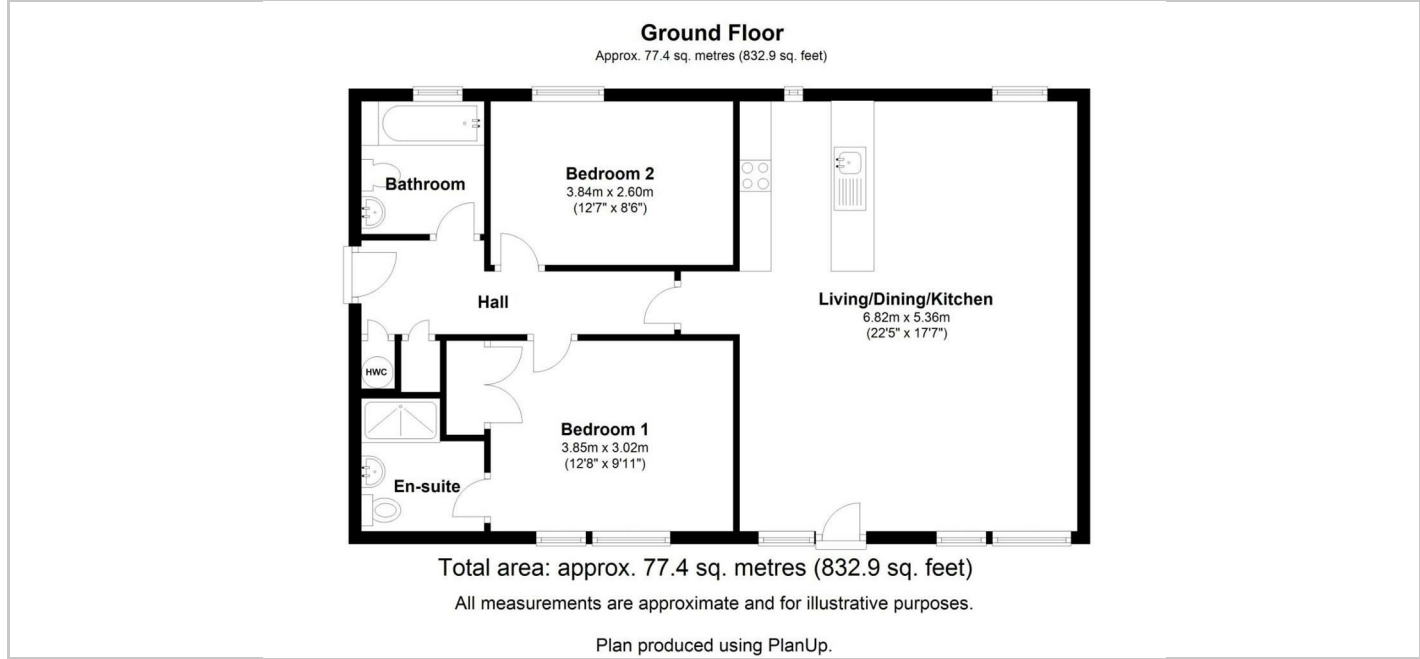 Ground Floor
Approx. 77.4 sq. metres (832.9 sq. feet)
Bathroom
Bedroom 2
3.84m x 2.60m
(12'7" x 8'6")
Hall
Living/Dining/Kitchen
6.82m x 5.36m
(22'5" x 17'7")
HWC
Bedroom 1
3.85m x 3.02m
(12'8" x 9'11")
En-suite
Total area: approx. 77.4 sq. metres (832.9 sq. feet)
All measurements are approximate and for illustrative purposes.
Plan produced using PlanUp.